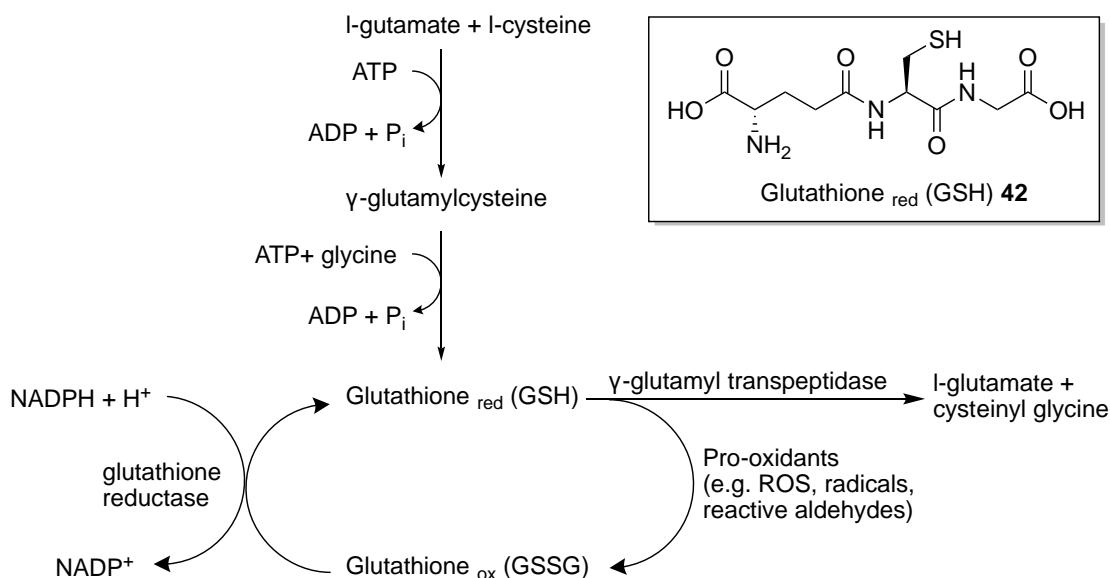 l-gutamate + l-cysteine
ATP
ADP + Pi
γ-glutamylcysteine
ATP+ glycine
ADP + Pi
SH
O
O
O
HO
N
H
H
N
OH
NH2
O
Glutathione red (GSH) 42
NADPH + H+
Glutathione red (GSH)
γ-glutamyl transpeptidase
l-glutamate +
cysteinyl glycine
glutathione
reductase
Pro-oxidants
(e.g. ROS, radicals,
reactive aldehydes)
NADP+
Glutathione ox (GSSG)